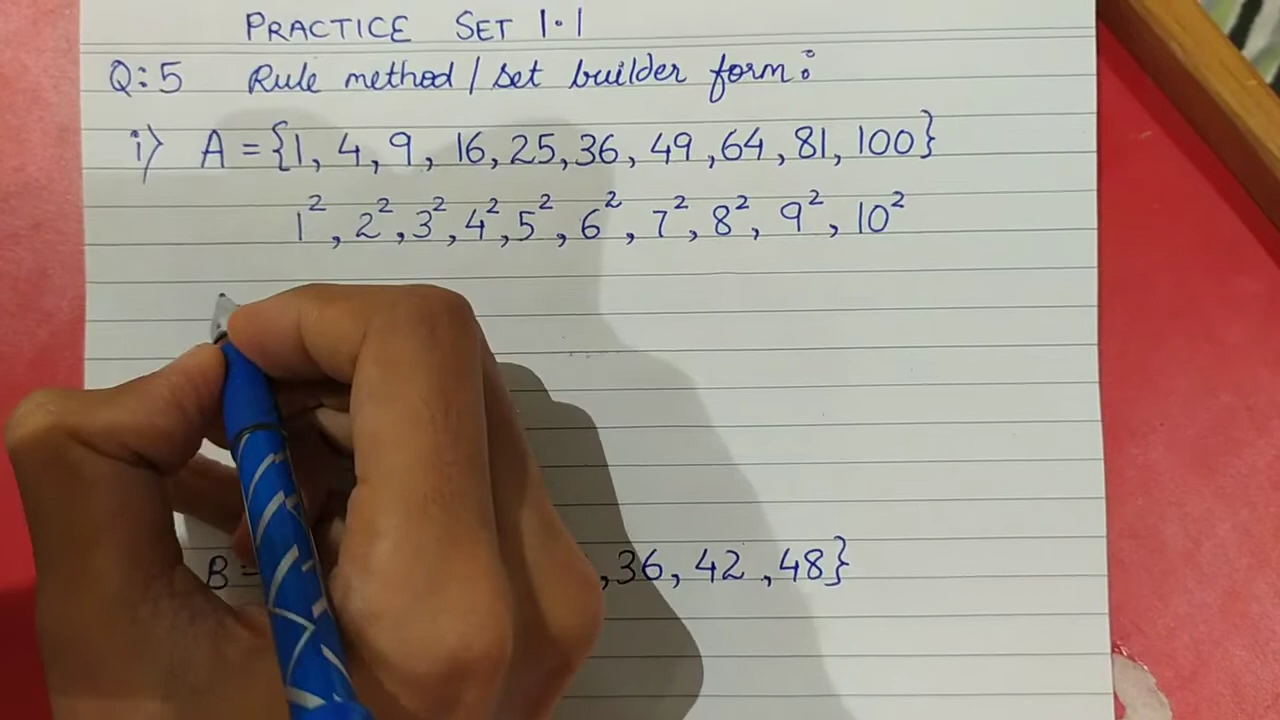 PRACTICE SET 1.1
Q:5 Rule method / set builder form:
i) A = {1, 4, 9, 16, 25, 36, 49, 64, 81, 100}
1², 2², 3², 4², 5², 6², 7², 8², 9², 10²
B = , 36, 42, 48}